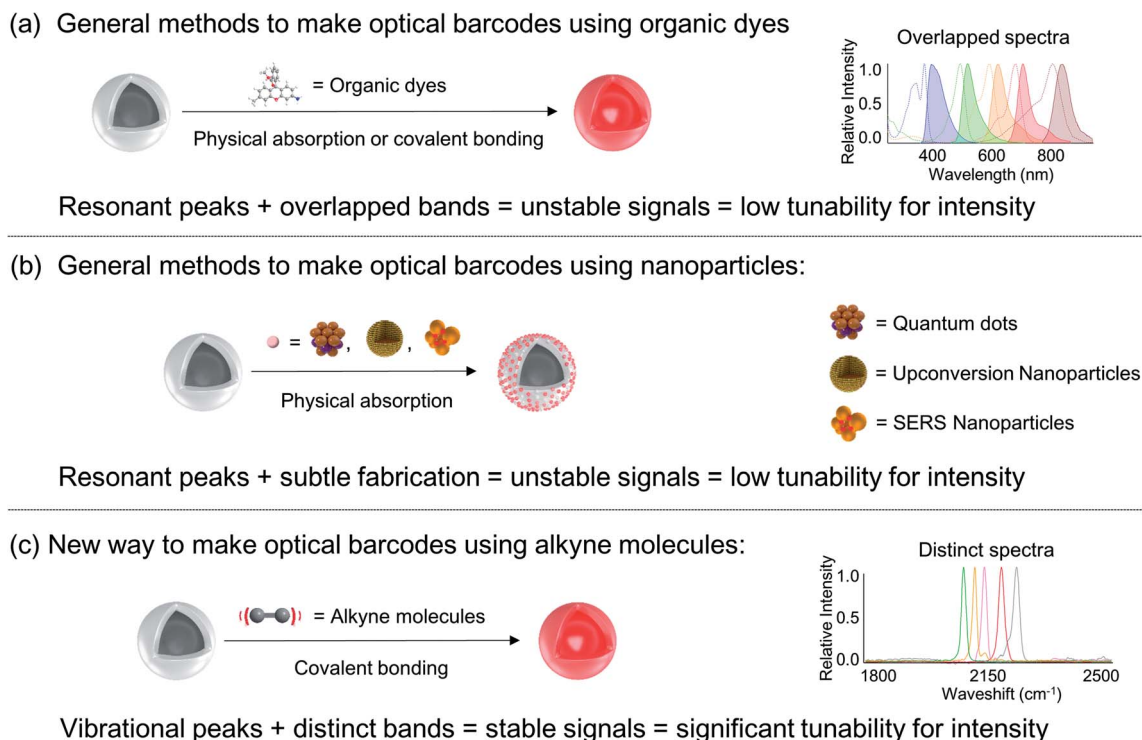 (a) General methods to make optical barcodes using organic dyes
= Organic dyes
Physical absorption or covalent bonding
Overlapped spectra
Relative Intensity
1.0
0.5
0.0
400 600 800
Wavelength (nm)
Resonant peaks + overlapped bands = unstable signals = low tunability for intensity
(b) General methods to make optical barcodes using nanoparticles:
= , ,
Physical absorption
= Quantum dots
= Upconversion Nanoparticles
= SERS Nanoparticles
Resonant peaks + subtle fabrication = unstable signals = low tunability for intensity
(c) New way to make optical barcodes using alkyne molecules:
= Alkyne molecules
Covalent bonding
Distinct spectra
Relative Intensity
1.0
0.5
0.0
1800 2150 2500
Waveshift (cm⁻¹)
Vibrational peaks + distinct bands = stable signals = significant tunability for intensity